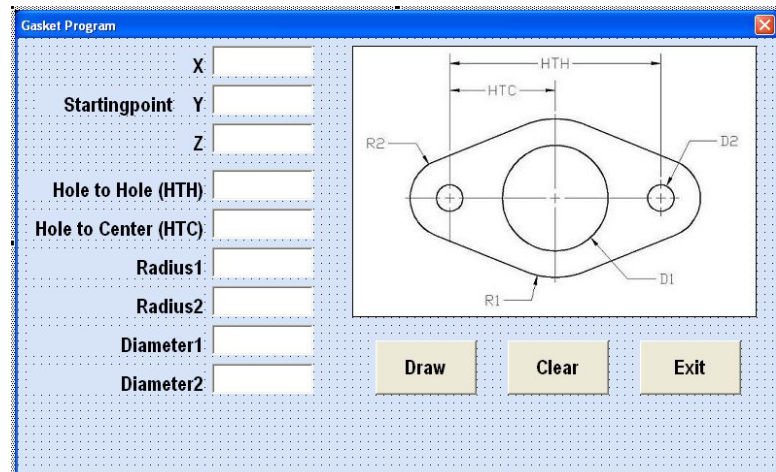 Gasket Program
X
Startingpoint Y
Z
Hole to Hole (HTH)
Hole to Center (HTC)
Radius1
Radius2
Diameter1
Diameter2
HTH
HTC
R2
D2
D1
R1
Draw
Clear
Exit